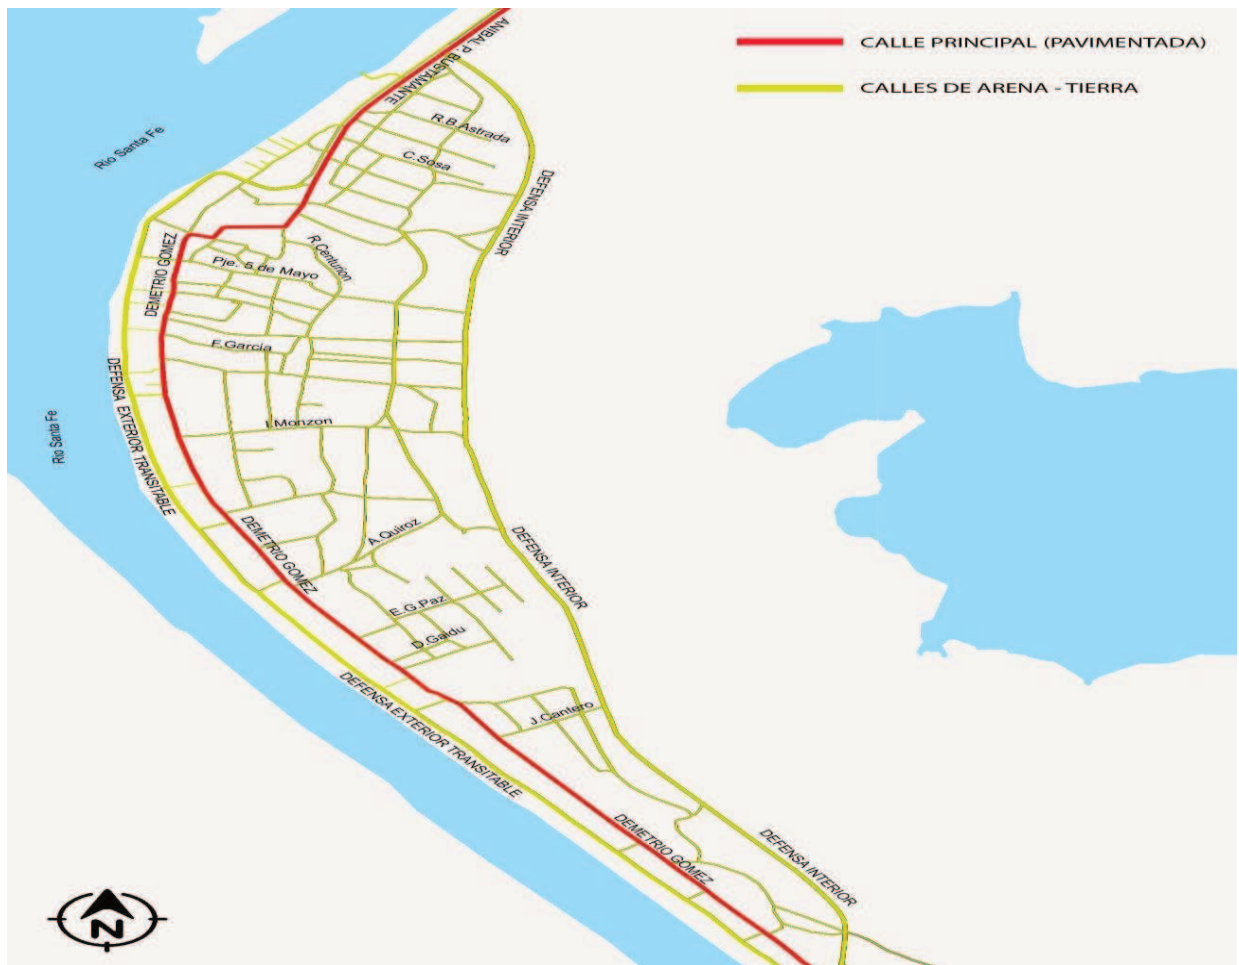 CALLE PRINCIPAL (PAVIMENTADA)
CALLES DE ARENA - TIERRA
ANIBAL P. BUSTAMANTE
R.B.Astrada
Rio Santa Fe
C.Sosa
DEFENSA INTERIOR
DEMETRIO GOMEZ
R.Centurion
Pje. 5 de Mayo
F.Garcia
DEFENSA EXTERIOR TRANSITABLE
Rio Santa Fe
I.Monzon
DEMETRIO GOMEZ
A.Quiroz
DEFENSA INTERIOR
E.G.Paz
D.Galdu
DEFENSA EXTERIOR TRANSITABLE
J.Cantero
DEMETRIO GOMEZ
DEFENSA INTERIOR
N